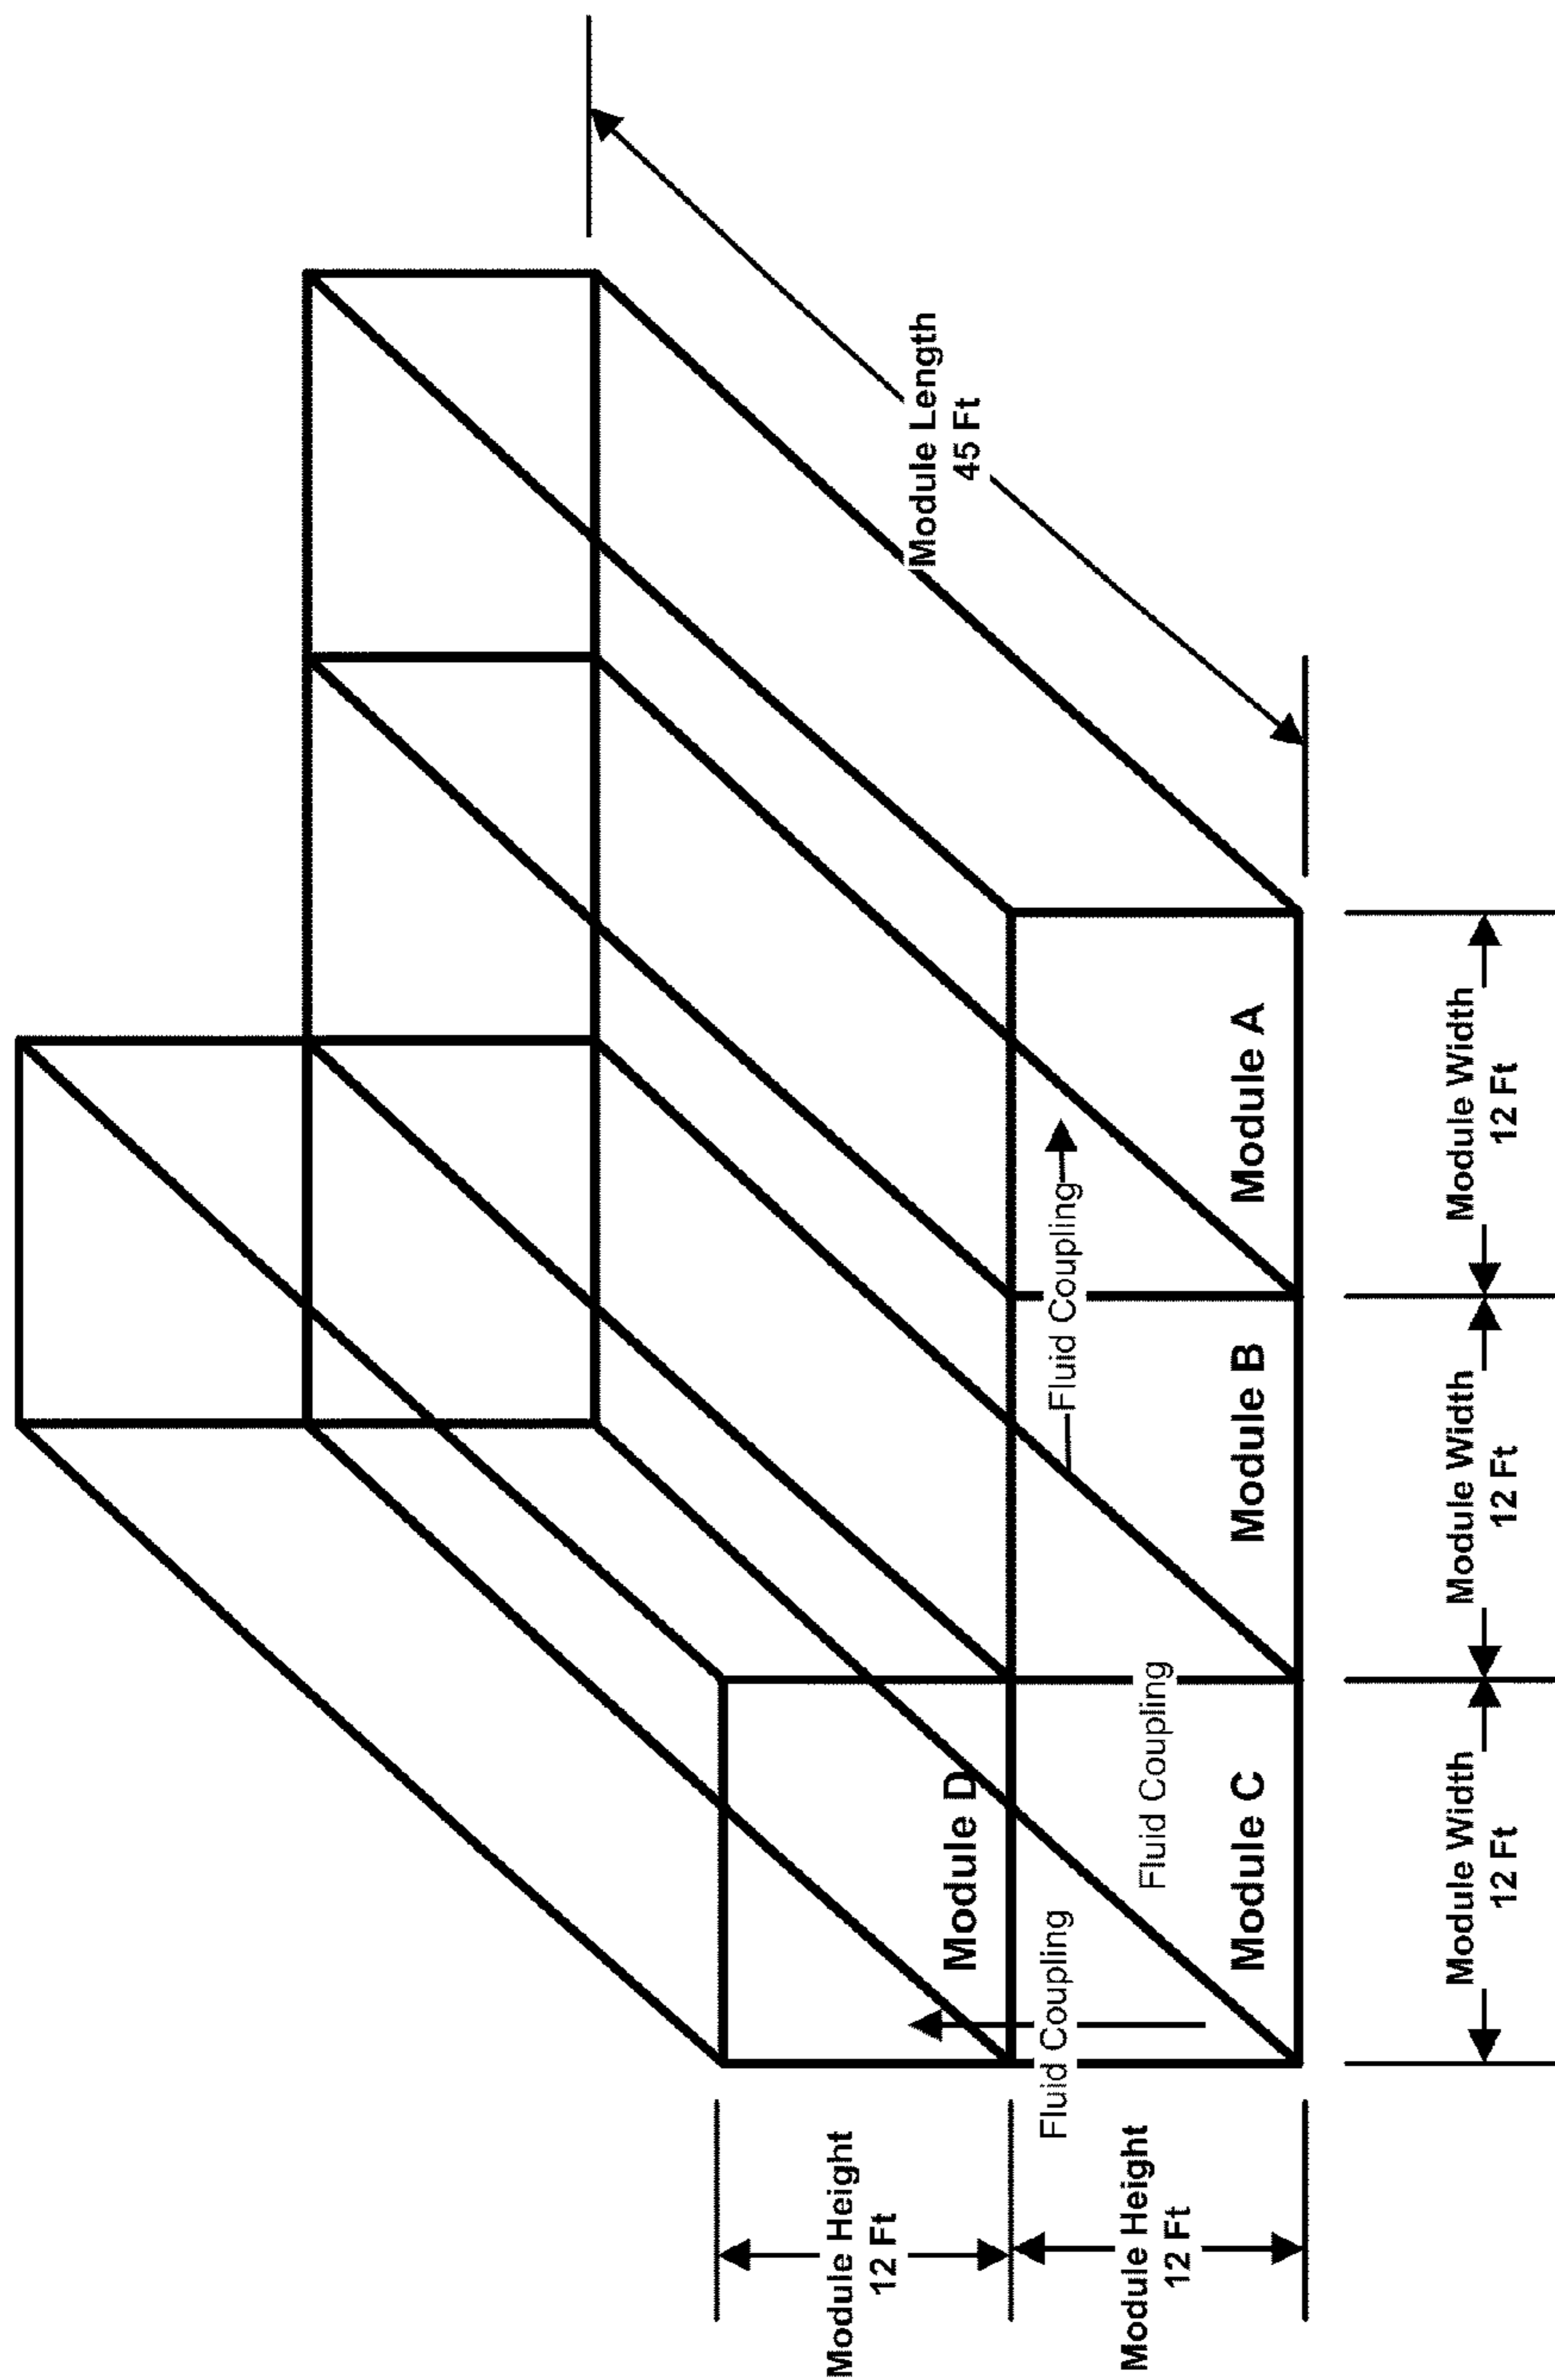 Module Height
12 Ft
Module Length
45 Ft
Module D
Fluid Coupling
Fluid Coupling
Module Height
12 Ft
Fluid Coupling
Module C
Module B
Module A
Module Width
12 Ft
Module Width
12 Ft
Module Width
12 Ft